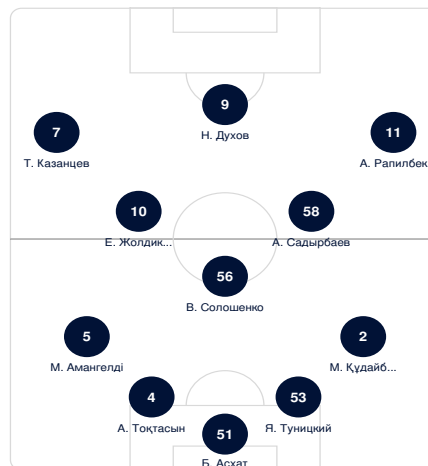 9
Н. Духов
7
Т. Казанцев
11
А. Рапилбек
10
Е. Жолдик...
58
А. Садырбаев
56
В. Солошенко
5
М. Амангелді
2
М. Құдайб...
4
А. Тоқтасын
53
Я. Туницкий
51
Б. Асхат